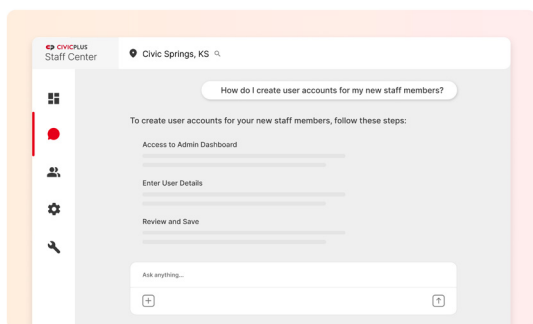 CIVICPLUS
Staff Center
Civic Springs, KS
How do I create user accounts for my new staff members?
To create user accounts for your new staff members, follow these steps:
Access to Admin Dashboard
Enter User Details
Review and Save
Ask anything...